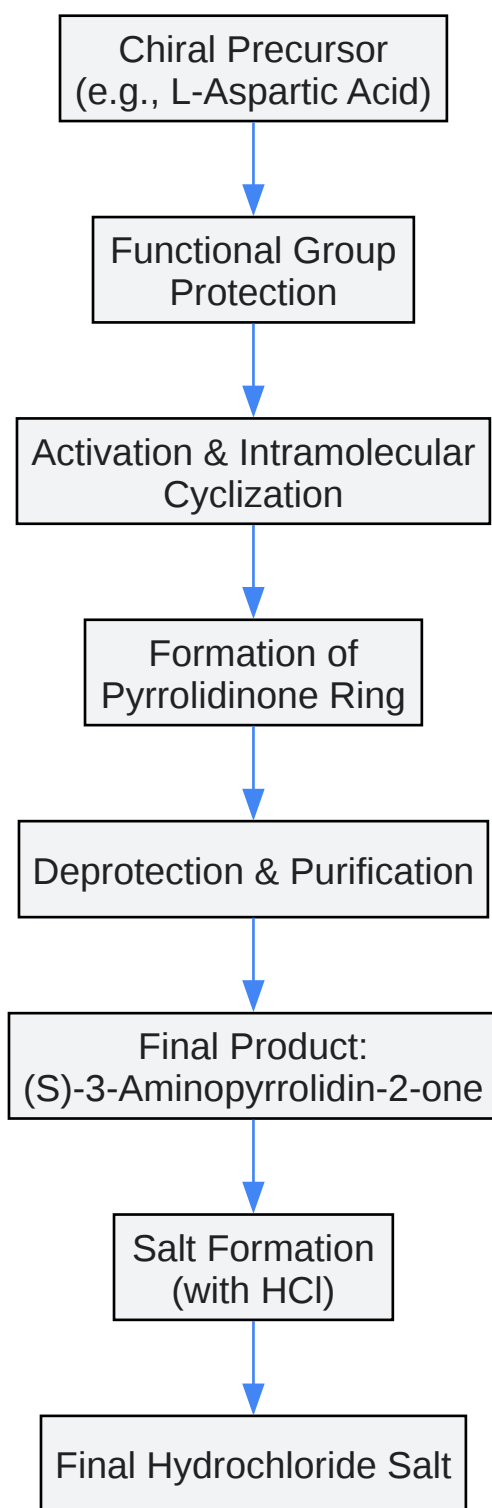 Chiral Precursor
(e.g., L-Aspartic Acid)
Functional Group
Protection
Activation & Intramolecular
Cyclization
Formation of
Pyrrolidinone Ring
Deprotection & Purification
Final Product:
(S)-3-Aminopyrrolidin-2-one
Salt Formation
(with HCl)
Final Hydrochloride Salt